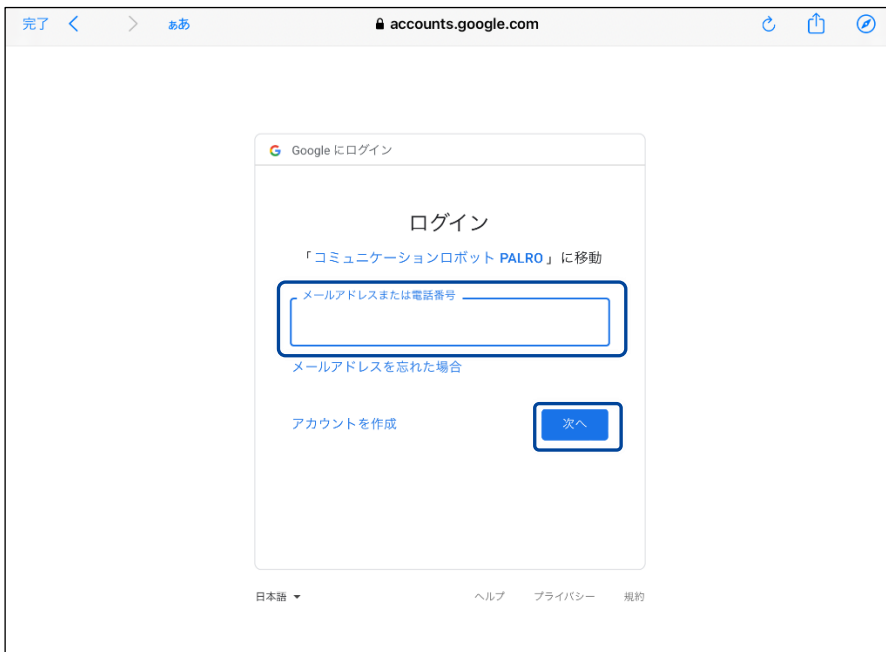 完了 ぁあ accounts.google.com
Google にログイン
ログイン
「コミュニケーションロボット PALRO 」に移動
メールアドレスまたは電話番号
メールアドレスを忘れた場合
アカウントを作成 次へ
日本語 ヘルプ プライバシー 規約